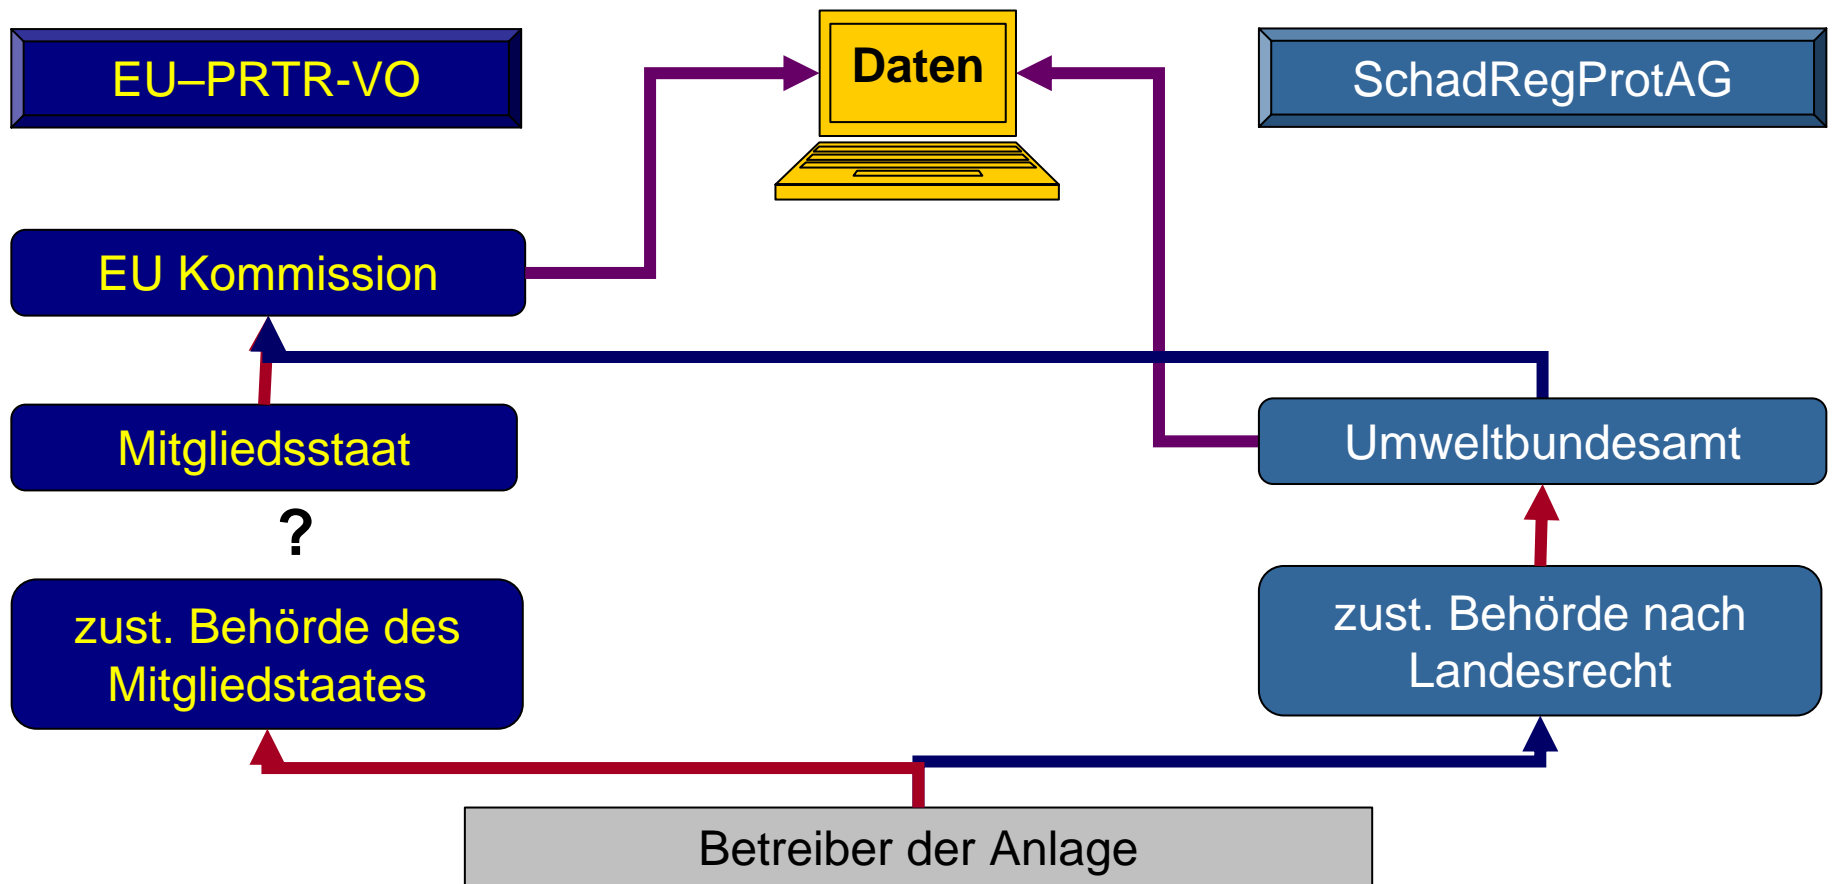 EU–PRTR-VO
Daten
SchadRegProtAG
EU Kommission
Mitgliedsstaat
Umweltbundesamt
?
zust. Behörde des
Mitgliedstaates
zust. Behörde nach
Landesrecht
Betreiber der Anlage